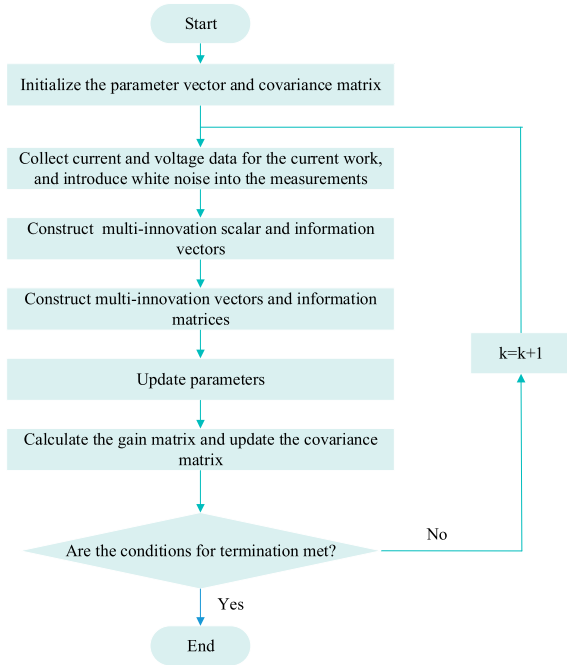 Start
Initialize the parameter vector and covariance matrix
Collect current and voltage data for the current work,
and introduce white noise into the measurements
Construct  multi-innovation scalar and information
vectors
Construct multi-innovation vectors and information
matrices
k=k+1
Update parameters
Calculate the gain matrix and update the covariance
matrix
Are the conditions for termination met?
No
Yes
End